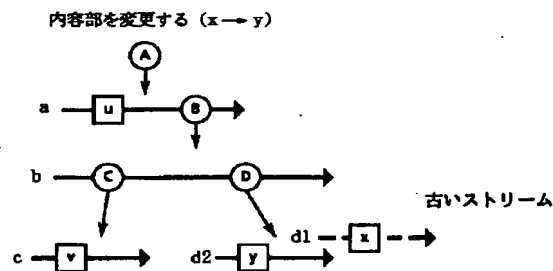 内容部を変更する (x → y)
A
a u B
b C D
古いストリーム
d1 x
c v d2 y